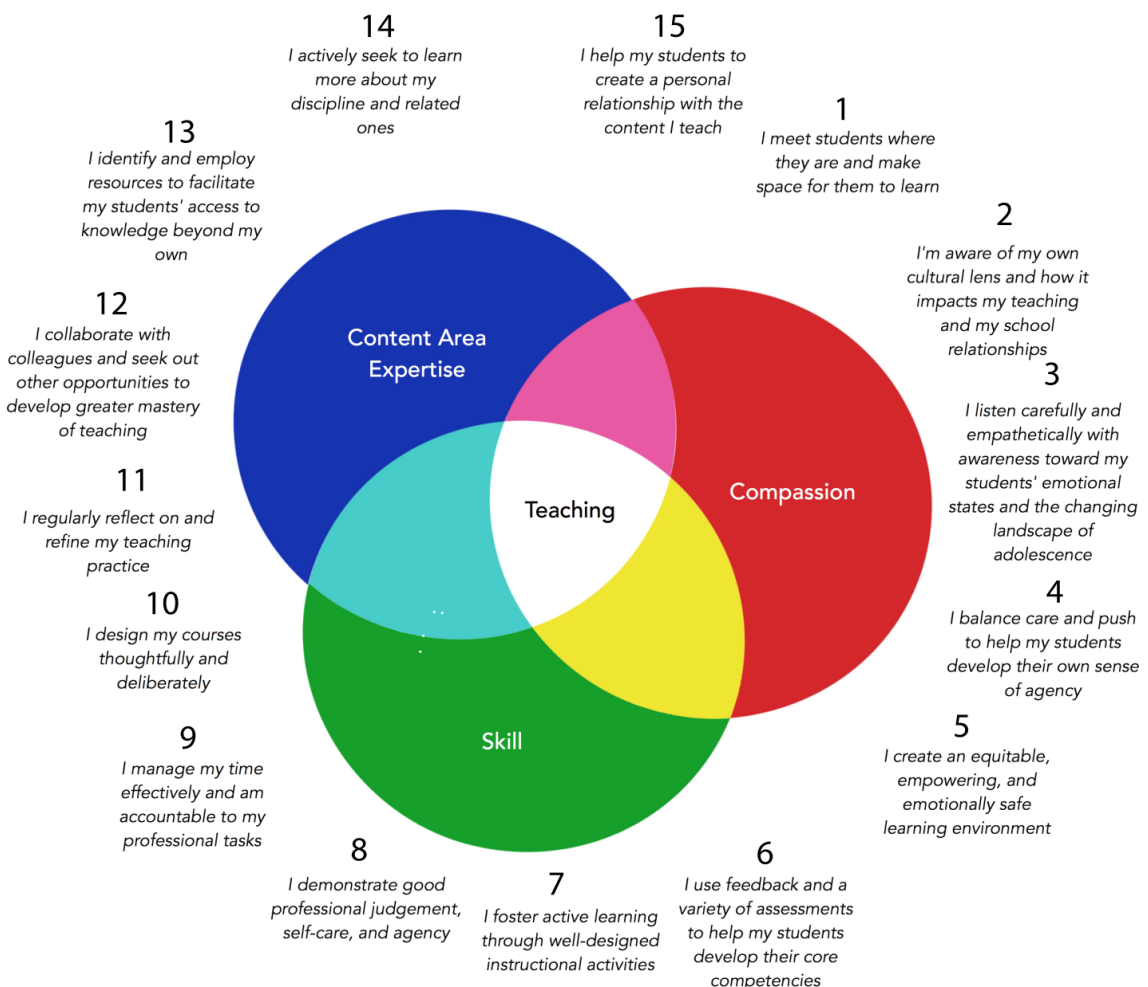 14
I actively seek to learn
more about my
discipline and related
ones
15
I help my students to
create a personal
relationship with the
content I teach
1
I meet students where
they are and make
space for them to learn
2
I'm aware of my own
cultural lens and how it
impacts my teaching
and my school
relationships
3
I listen carefully and
empathetically with
awareness toward my
students' emotional
states and the changing
landscape of
adolescence
4
I balance care and push
to help my students
develop their own sense
of agency
5
I create an equitable,
empowering, and
emotionally safe
learning environment
6
I use feedback and a
variety of assessments
to help my students
develop their core
competencies
7
I foster active learning
through well-designed
instructional activities
8
I demonstrate good
professional judgement,
self-care, and agency
9
I manage my time
effectively and am
accountable to my
professional tasks
10
I design my courses
thoughtfully and
deliberately
11
I regularly reflect on and
refine my teaching
practice
12
I collaborate with
colleagues and seek out
other opportunities to
develop greater mastery
of teaching
13
I identify and employ
resources to facilitate
my students' access to
knowledge beyond my
own
Content Area
Expertise
Compassion
Teaching
Skill